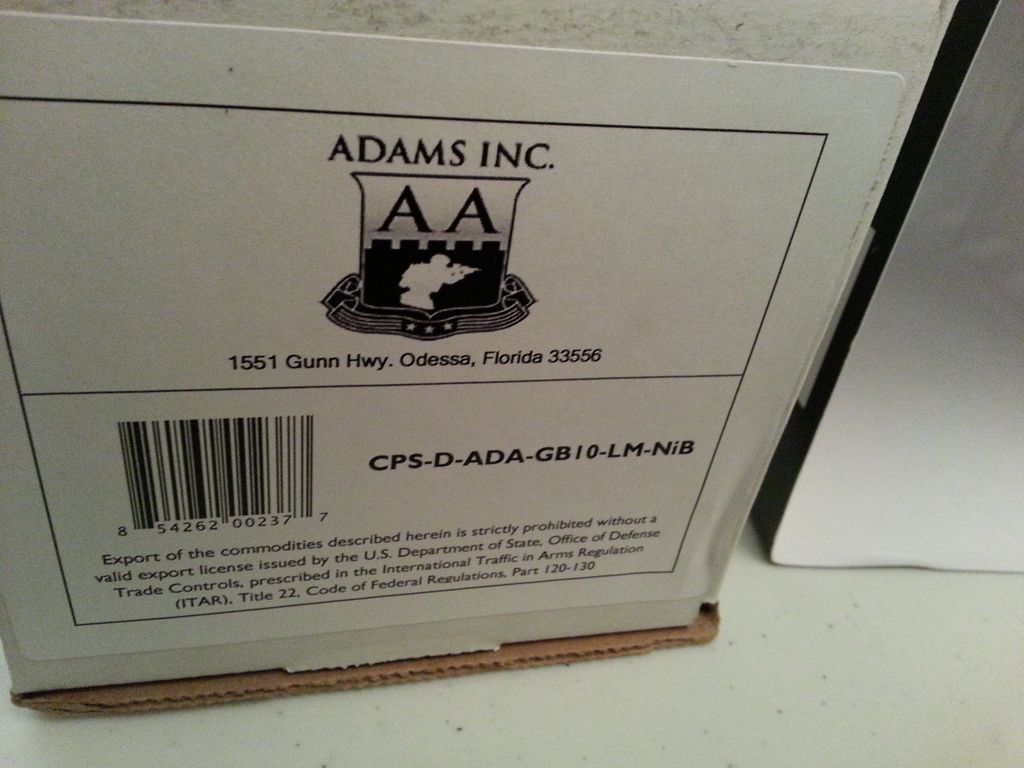 ADAMS INC.
AA
1551 Gunn Hwy. Odessa, Florida 33556
CPS-D-ADA-GB10-LM-NiB
8 54262 00237 7
Export of the commodities described herein is strictly prohibited without a
valid export license issued by the U.S. Department of State, Office of Defense
Trade Controls, prescribed in the International Traffic in Arms Regulation
(ITAR), Title 22, Code of Federal Regulations, Part 120-130